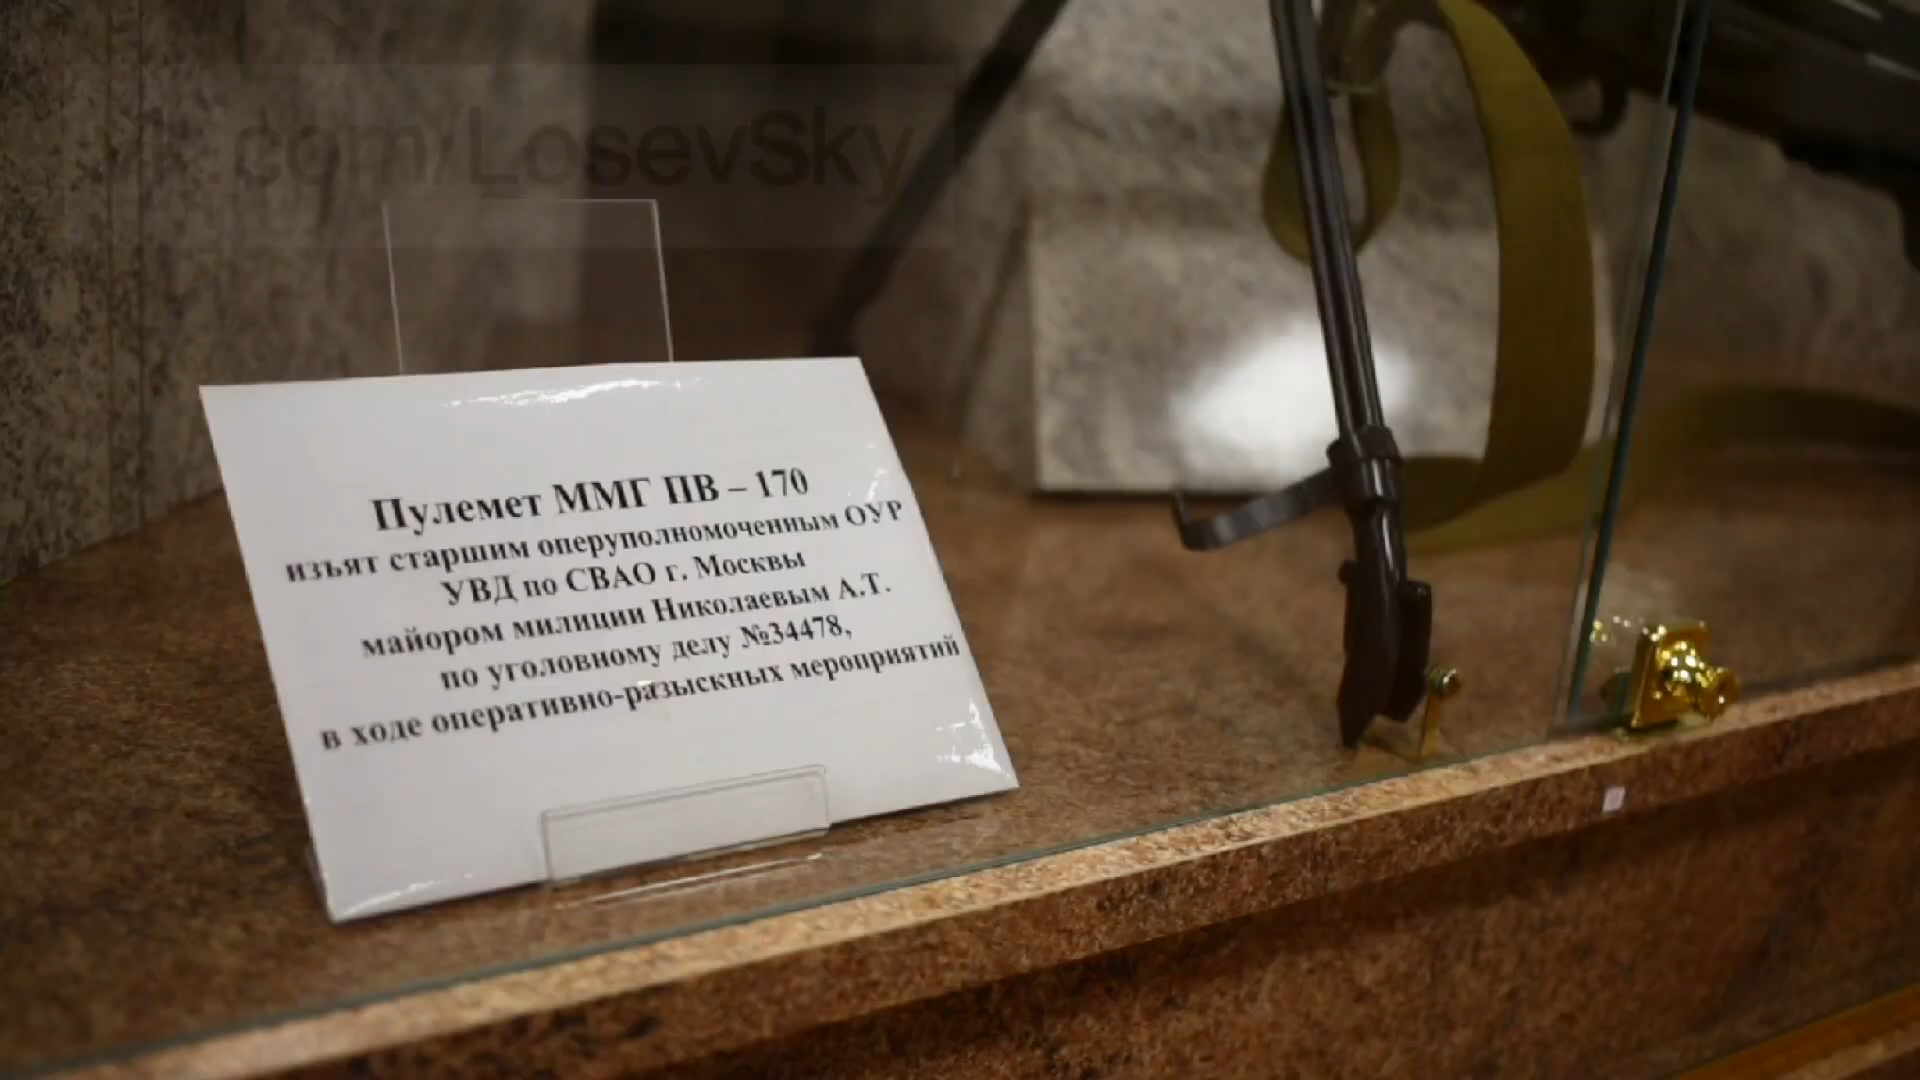 .com/LosevSky
Пулемет ММГ ПВ – 170
изъят старшим оперуполномоченным ОУР
УВД по СВАО г. Москвы
майором милиции Николаевым А.Т.
по уголовному делу №34478,
в ходе оперативно-разыскных мероприятий